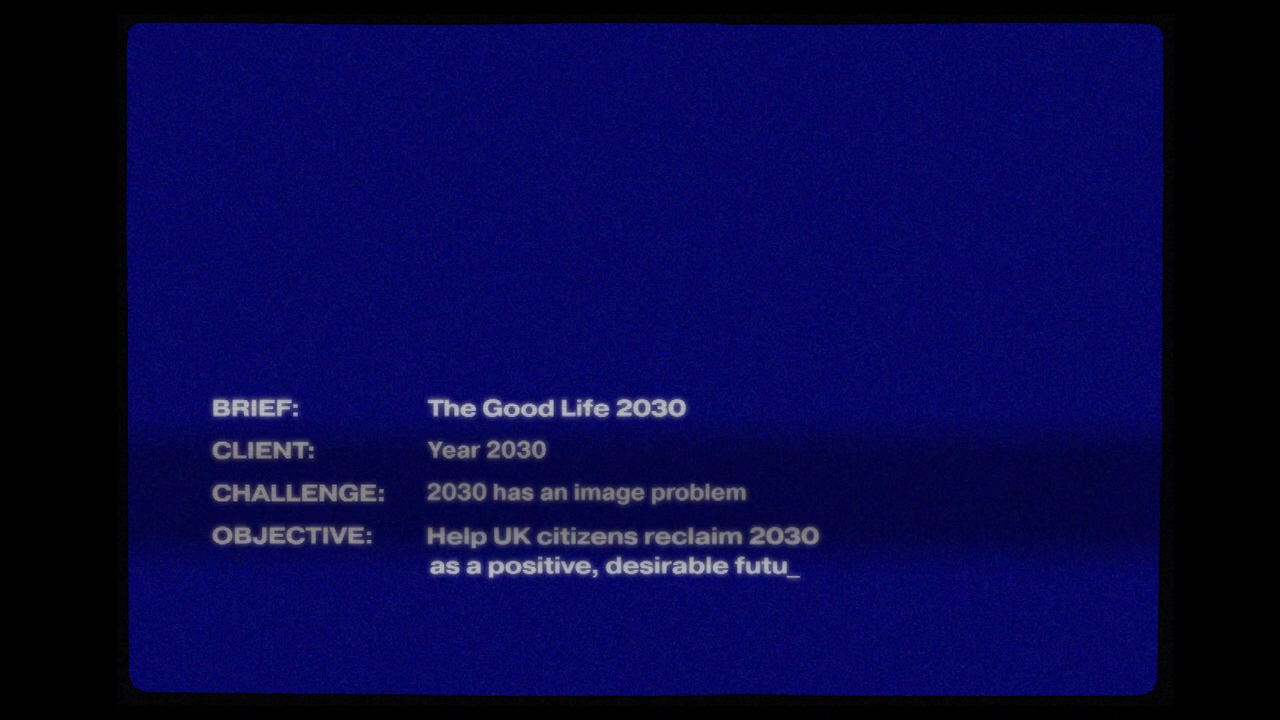 BRIEF: The Good Life 2030
CLIENT: Year 2030
CHALLENGE: 2030 has an image problem
OBJECTIVE: Help UK citizens reclaim 2030
as a positive, desirable futu_